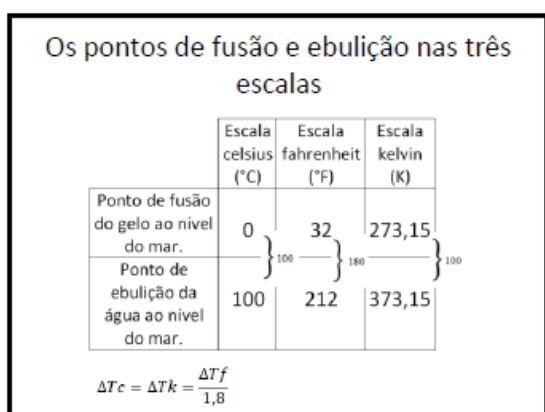 Os pontos de fusão e ebulição nas três
escalas
Escala celsius (°C) Escala fahrenheit (°F) Escala kelvin (K)
Ponto de fusão do gelo ao nível do mar. 0 32 273,15
100 180 100
Ponto de ebulição da água ao nível do mar. 100 212 373,15
ΔTc = ΔTk = ΔTf / 1,8